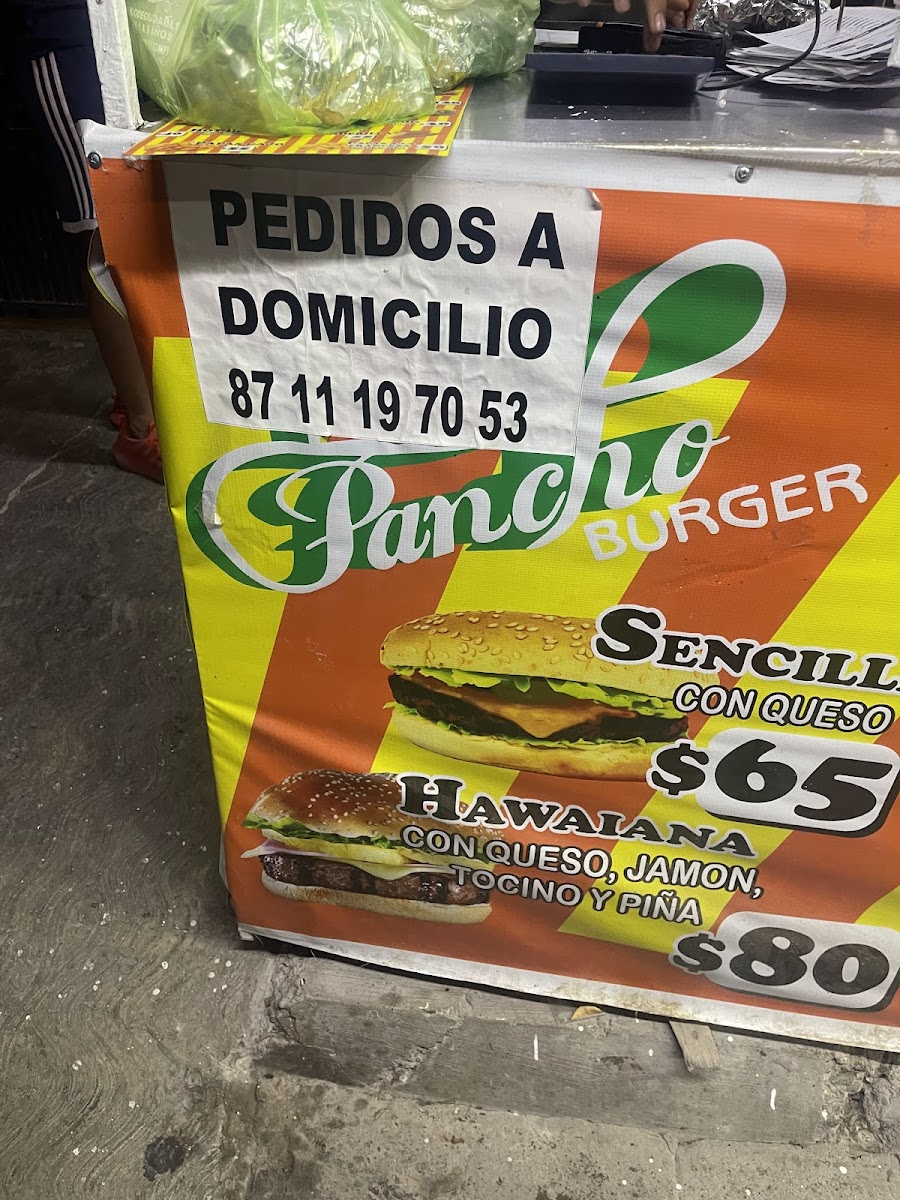 PEDIDOS A
DOMICILIO
87 11 19 70 53
Pancho
BURGER
SENCILL
CON QUESO
$65
HAWAIANA
CON QUESO, JAMON,
TOCINO Y PIÑA
$80